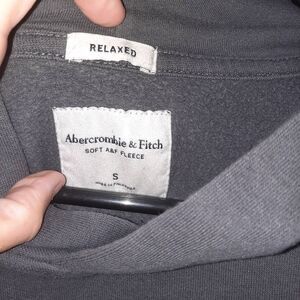 RELAXED
Abercrombie & Fitch
SOFT A&F FLEECE
S